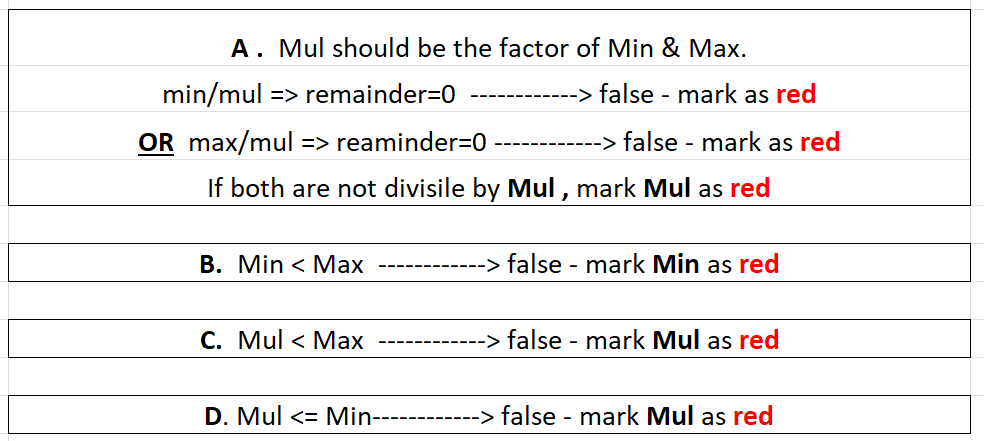 A .  Mul should be the factor of Min & Max.
min/mul => remainder=0  ------------> false - mark as red
OR  max/mul => reaminder=0 ------------> false - mark as red
If both are not divisile by Mul , mark Mul as red
B.  Min < Max  ------------> false - mark Min as red
C.  Mul < Max  ------------> false - mark Mul as red
D. Mul <= Min------------> false - mark Mul as red